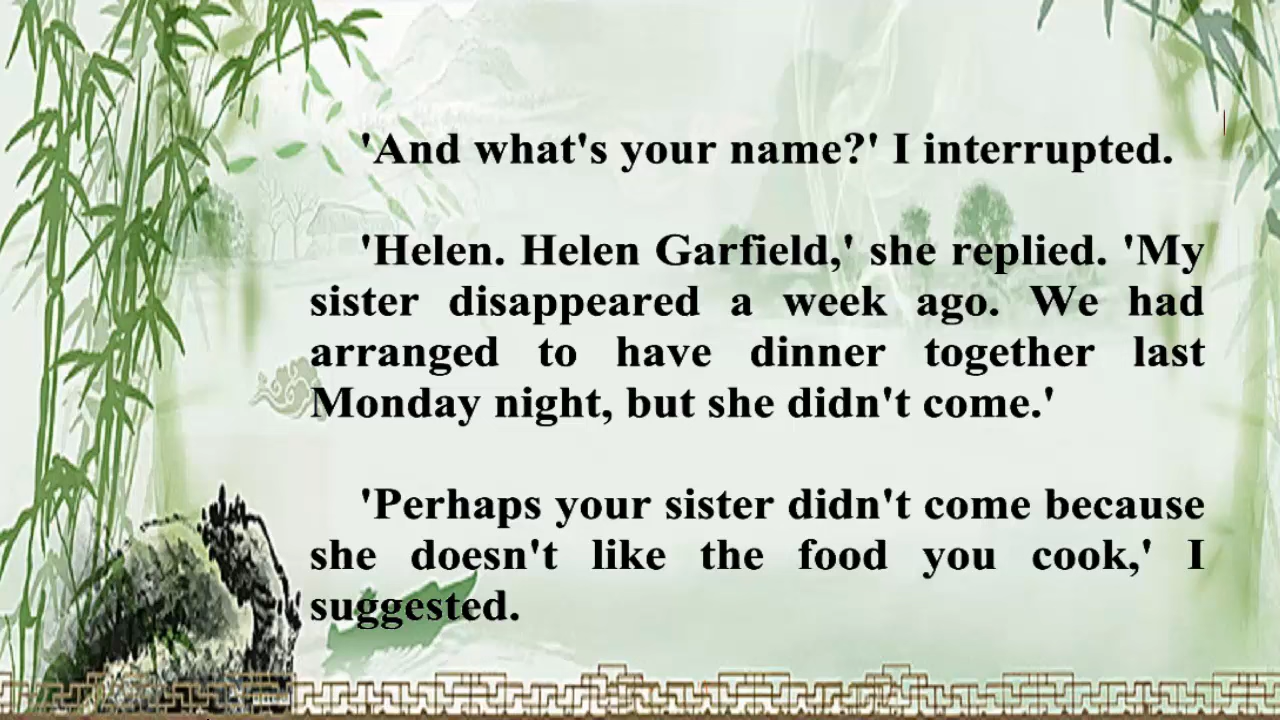 'And what's your name?' I interrupted.
'Helen. Helen Garfield,' she replied. 'My
sister disappeared a week ago. We had
arranged to have dinner together last
Monday night, but she didn't come.'
'Perhaps your sister didn't come because
she doesn't like the food you cook,' I
suggested.